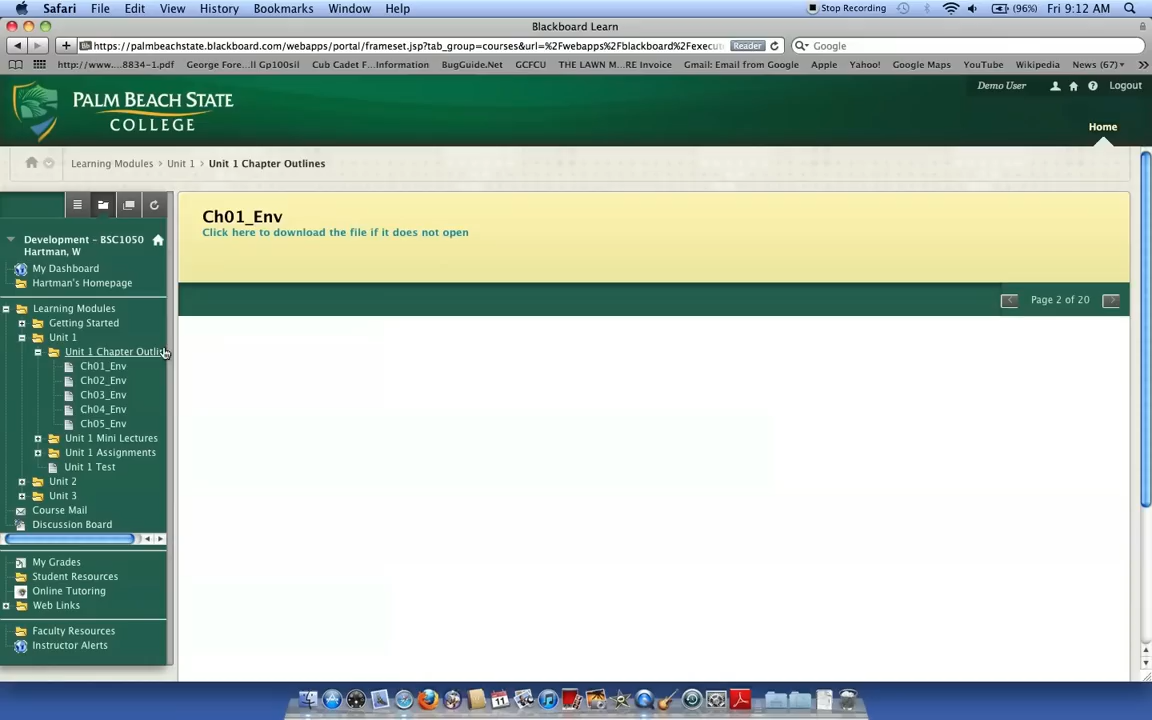 Safari File Edit View History Bookmarks Window Help Stop Recording (96%) Fri 9:12 AM
Blackboard Learn
https://palmbeachstate.blackboard.com/webapps/portal/frameset.jsp?tab_group=courses&url=%2Fwebapps%2Fblackboard%2Fexecut Reader Google
http://www....8834-1.pdf George Fore...ll Gp100sil Cub Cadet F...Information BugGuide.Net GCFCU THE LAWN M...RE Invoice Gmail: Email from Google Apple Yahoo! Google Maps YouTube Wikipedia News (67)
Demo User Logout
PALM BEACH STATE
COLLEGE
Home
Learning Modules > Unit 1 > Unit 1 Chapter Outlines
Ch01_Env
Click here to download the file if it does not open
Page 2 of 20
Development - BSC1050
Hartman, W
My Dashboard
Hartman's Homepage
Learning Modules
Getting Started
Unit 1
Unit 1 Chapter Outli
Ch01_Env
Ch02_Env
Ch03_Env
Ch04_Env
Ch05_Env
Unit 1 Mini Lectures
Unit 1 Assignments
Unit 1 Test
Unit 2
Unit 3
Course Mail
Discussion Board
My Grades
Student Resources
Online Tutoring
Web Links
Faculty Resources
Instructor Alerts